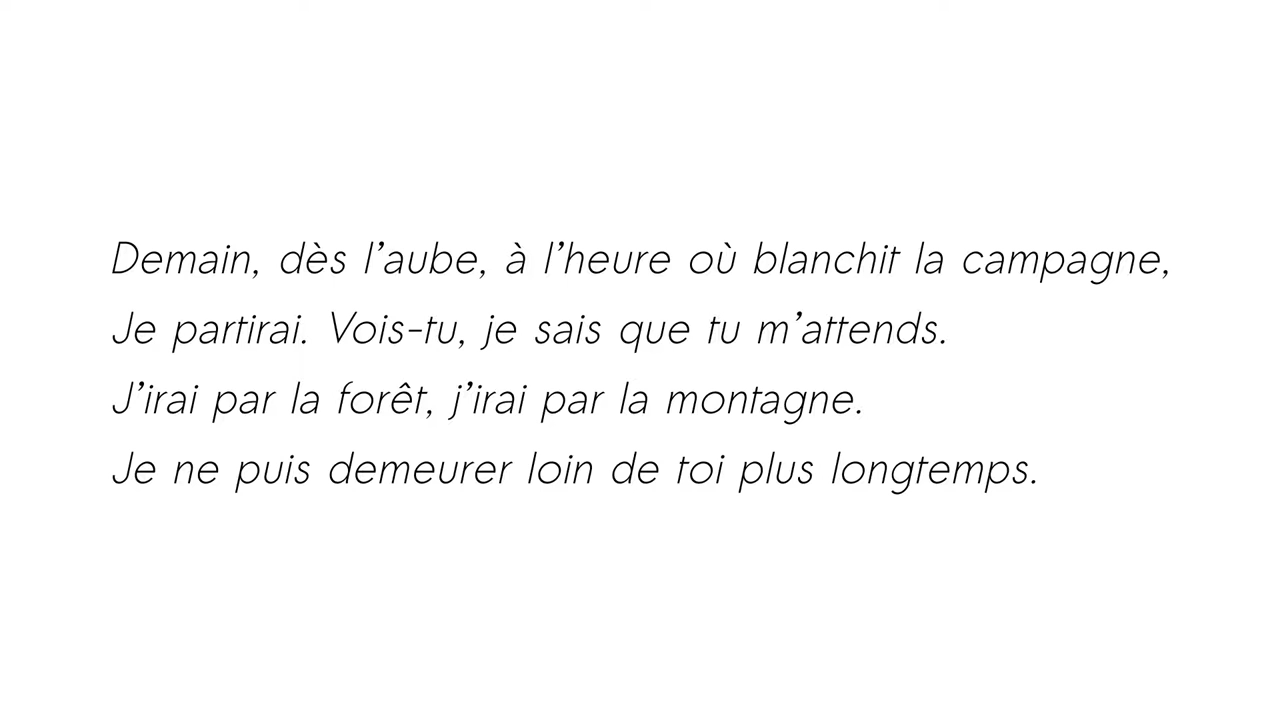 Demain, dès l’aube, à l’heure où blanchit la campagne,
Je partirai. Vois-tu, je sais que tu m’attends.
J’irai par la forêt, j’irai par la montagne.
Je ne puis demeurer loin de toi plus longtemps.